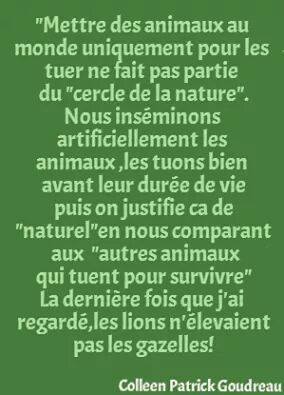 "Mettre des animaux au
monde uniquement pour les
tuer ne fait pas partie
du "cercle de la nature".
Nous inséminons
artificiellement les
animaux ,les tuons bien
avant leur durée de vie
puis on justifie ca de
"naturel"en nous comparant
aux "autres animaux
qui tuent pour survivre"
La dernière fois que j'ai
regardé,les lions n'élevaient
pas les gazelles!
Colleen Patrick Goudreau